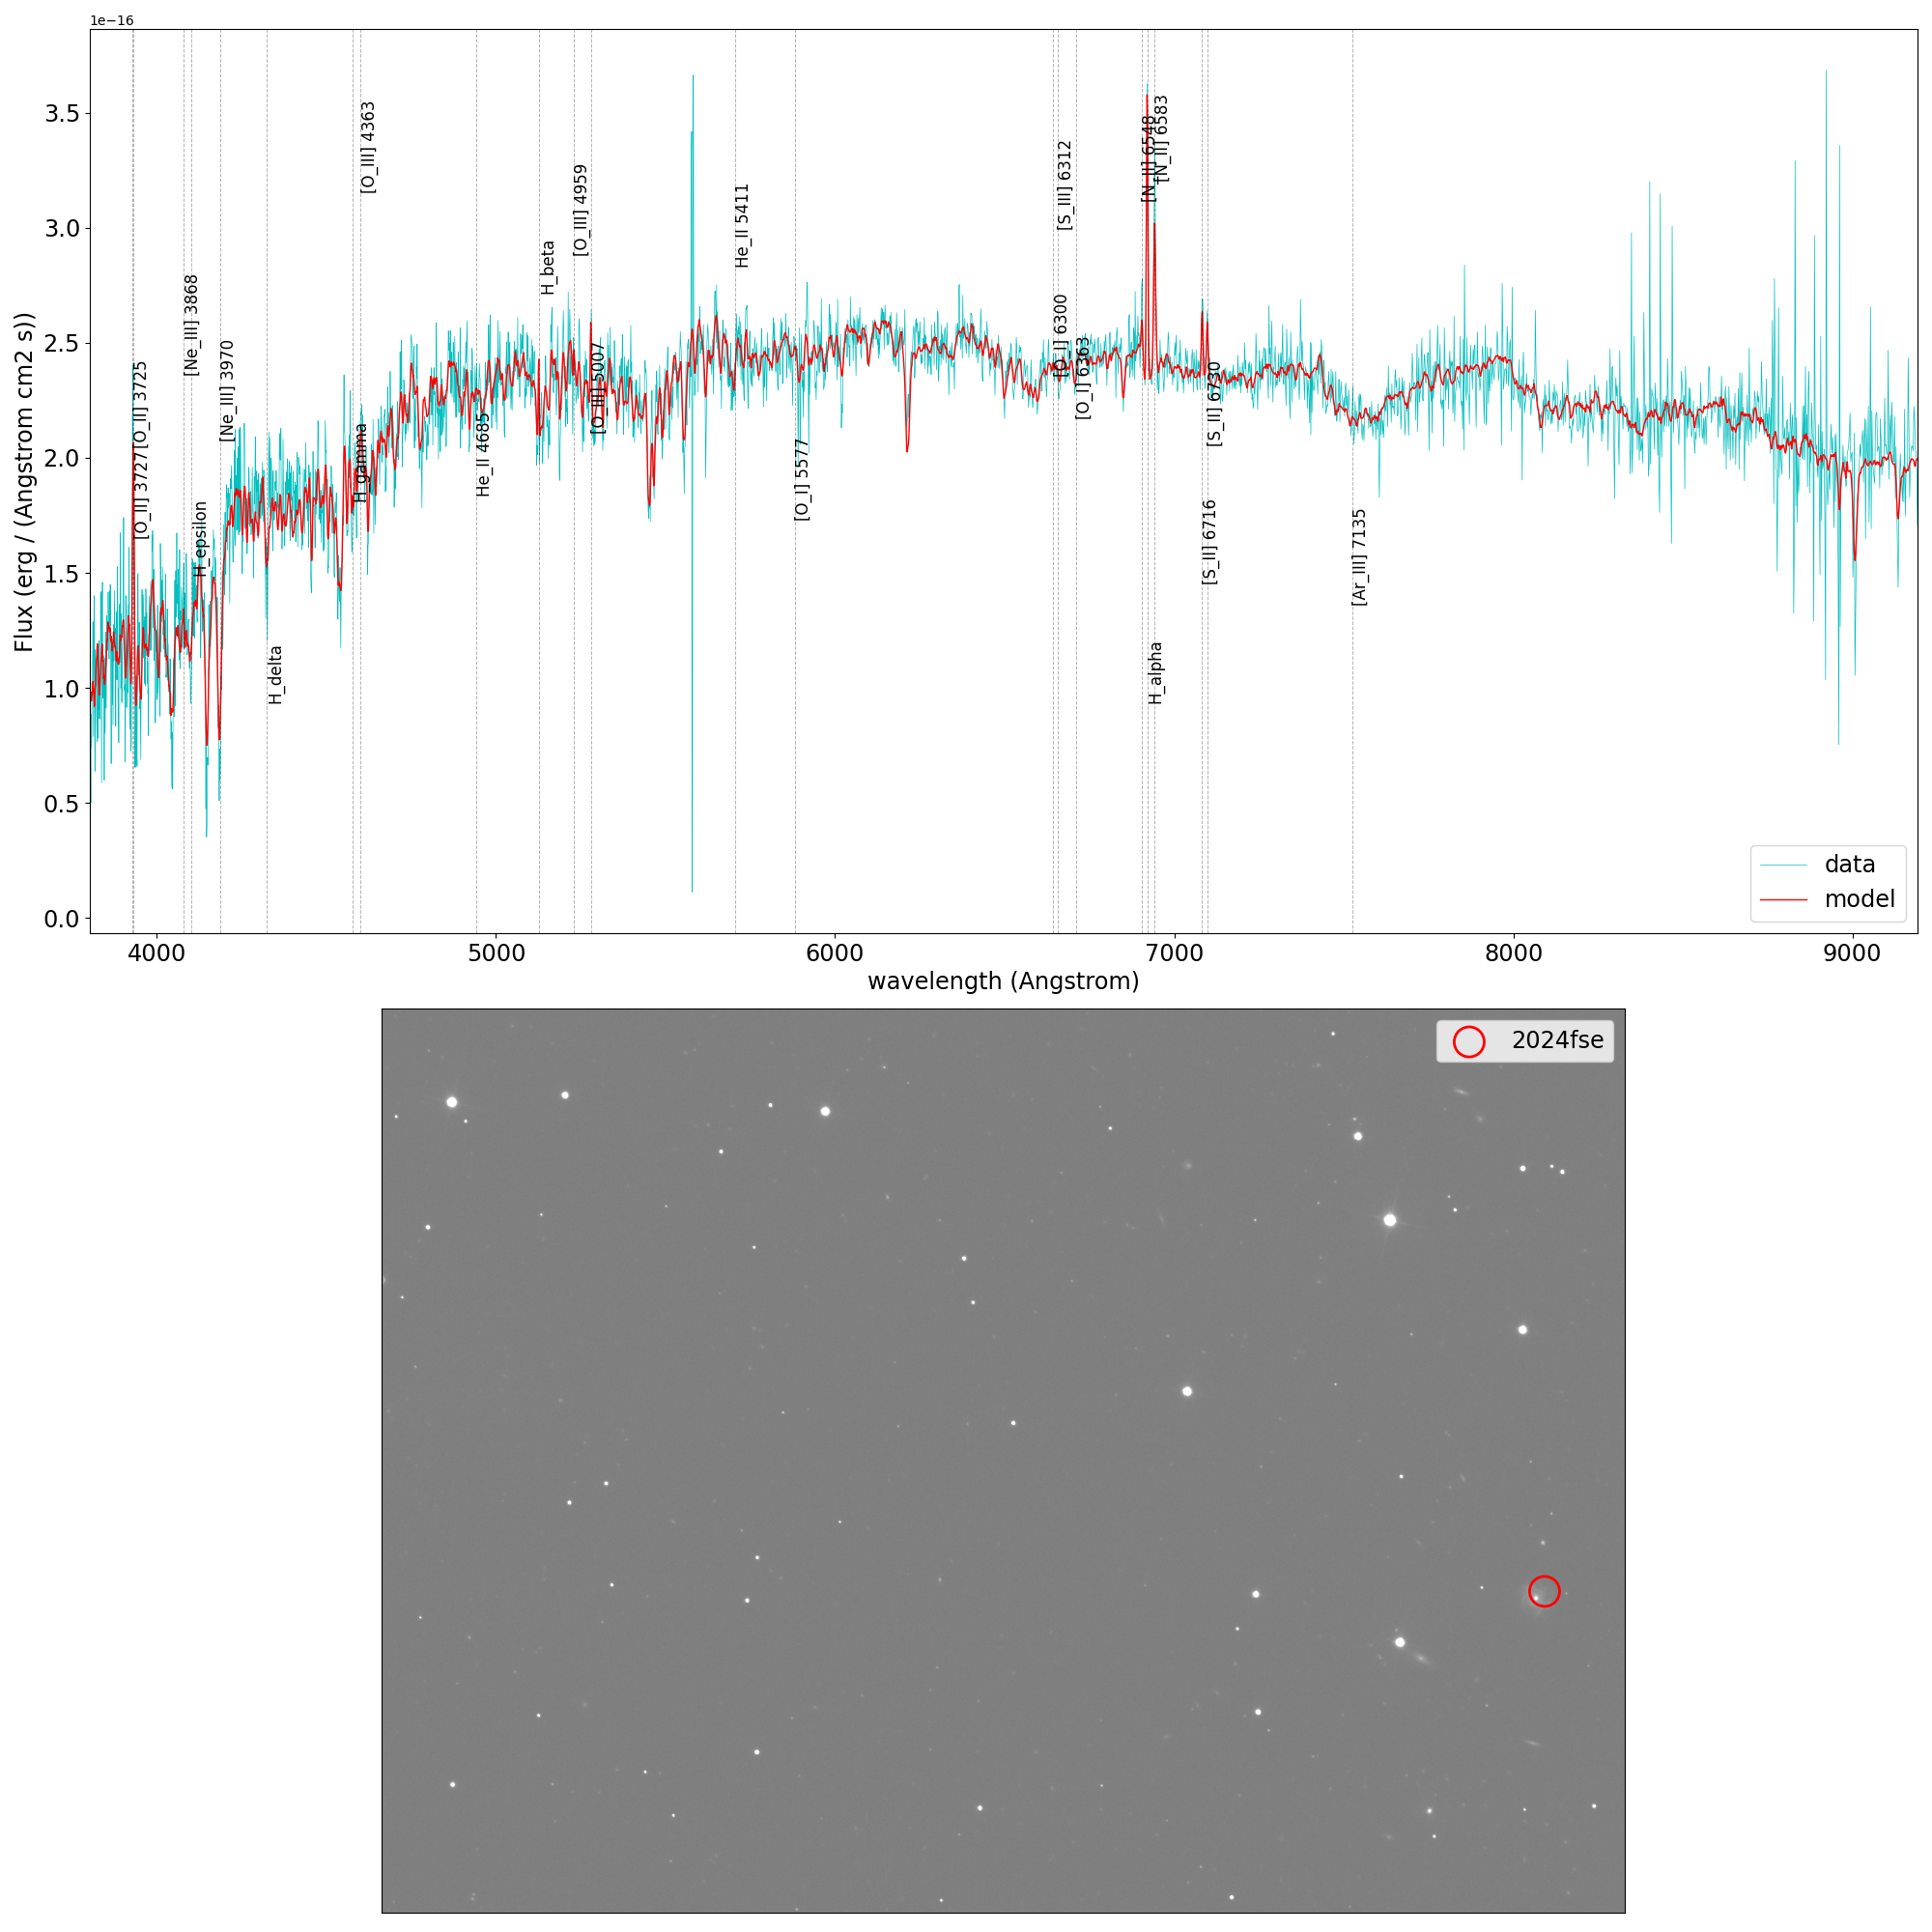 1e−16
3.5
3.0
2.5
2.0
1.5
1.0
0.5
0.0
Flux (erg / (Angstrom cm2 s))
[O_II] 3727
[O_II] 3725
[Ne_III] 3868
H_epsilon
[Ne_III] 3970
H_delta
H_gamma
[O_III] 4363
He_II 4685
H_beta
[O_III] 4959
[O_III] 5007
He_II 5411
[O_I] 5577
[O_I] 6300
[S_III] 6312
[O_I] 6363
[N_II] 6548
H_alpha
[N_II] 6583
[S_II] 6716
[S_II] 6730
[Ar_III] 7135
data
model
4000 5000 6000 7000 8000 9000
wavelength (Angstrom)
2024fse